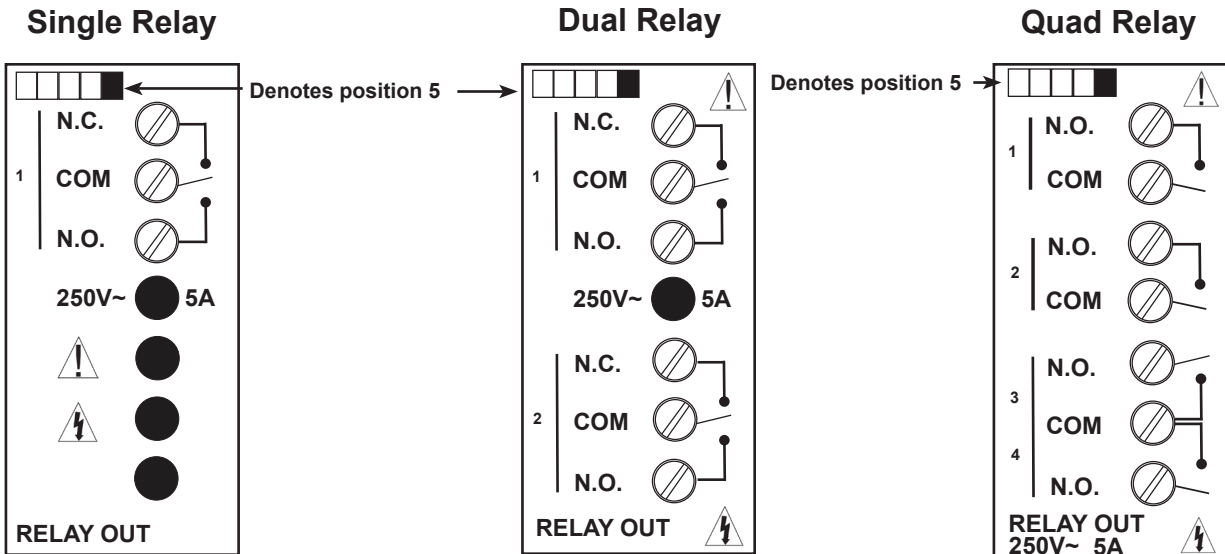 Single Relay
Dual Relay
Quad Relay
Denotes position 5
Denotes position 5
N.C.
1 COM
N.O.
250V~ 5A
RELAY OUT
N.C.
1 COM
N.O.
250V~ 5A
N.C.
2 COM
N.O.
RELAY OUT
N.O.
1
COM
N.O.
2
COM
N.O.
3
COM
4
N.O.
RELAY OUT
250V~ 5A